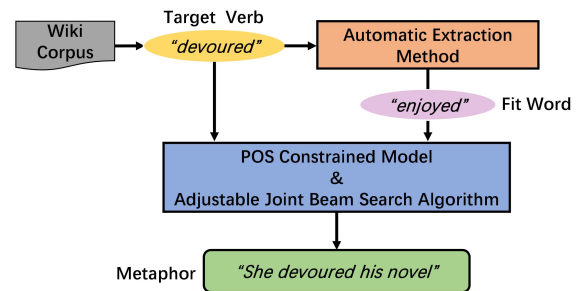 Target Verb
Wiki
Corpus
"devoured"
Automatic Extraction
Method
"enjoyed"
Fit Word
POS Constrained Model
&
Adjustable Joint Beam Search Algorithm
Metaphor
"She devoured his novel"